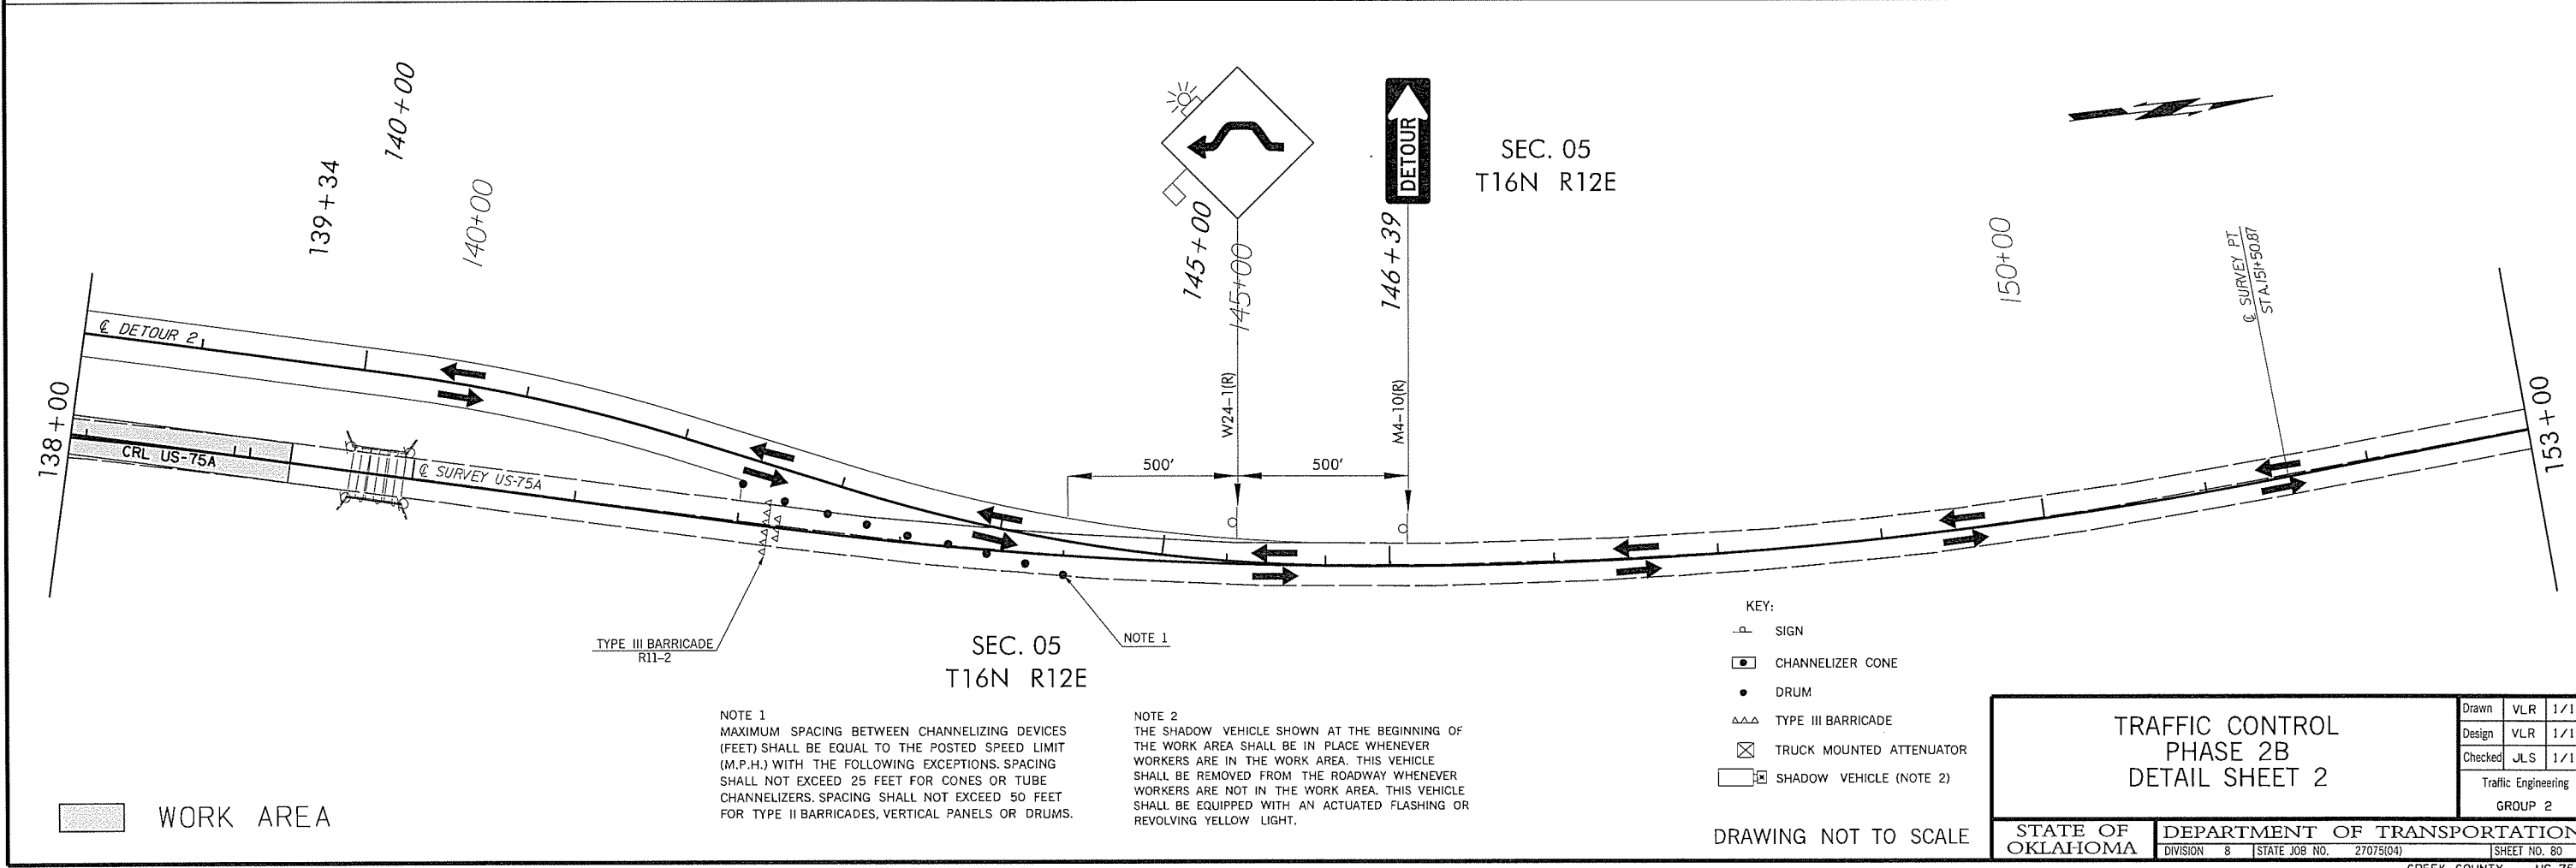 140+00
139+34
140+00
145+00
145+00
DETOUR
146+39
SEC. 05
T16N R12E
150+00
℄ SURVEY PT
STA.151+50.87
℄ DETOUR 2
138+00
CRL US-75A
℄ SURVEY US-75A
W24-1(R)
M4-10(R)
500'
500'
153+00
TYPE III BARRICADE
R11-2
NOTE 1
SEC. 05
T16N R12E
NOTE 1
MAXIMUM SPACING BETWEEN CHANNELIZING DEVICES
(FEET) SHALL BE EQUAL TO THE POSTED SPEED LIMIT
(M.P.H.) WITH THE FOLLOWING EXCEPTIONS. SPACING
SHALL NOT EXCEED 25 FEET FOR CONES OR TUBE
CHANNELIZERS. SPACING SHALL NOT EXCEED 50 FEET
FOR TYPE II BARRICADES, VERTICAL PANELS OR DRUMS.
NOTE 2
THE SHADOW VEHICLE SHOWN AT THE BEGINNING OF
THE WORK AREA SHALL BE IN PLACE WHENEVER
WORKERS ARE IN THE WORK AREA. THIS VEHICLE
SHALL BE REMOVED FROM THE ROADWAY WHENEVER
WORKERS ARE NOT IN THE WORK AREA. THIS VEHICLE
SHALL BE EQUIPPED WITH AN ACTUATED FLASHING OR
REVOLVING YELLOW LIGHT.
WORK AREA
KEY:
SIGN
CHANNELIZER CONE
DRUM
TYPE III BARRICADE
TRUCK MOUNTED ATTENUATOR
SHADOW VEHICLE (NOTE 2)
DRAWING NOT TO SCALE
TRAFFIC CONTROL
PHASE 2B
DETAIL SHEET 2
Drawn VLR 1/1
Design VLR 1/1
Checked JLS 1/1
Traffic Engineering
GROUP 2
STATE OF
OKLAHOMA
DEPARTMENT OF TRANSPORTATION
DIVISION 8 STATE JOB NO. 27075(04) SHEET NO. 80